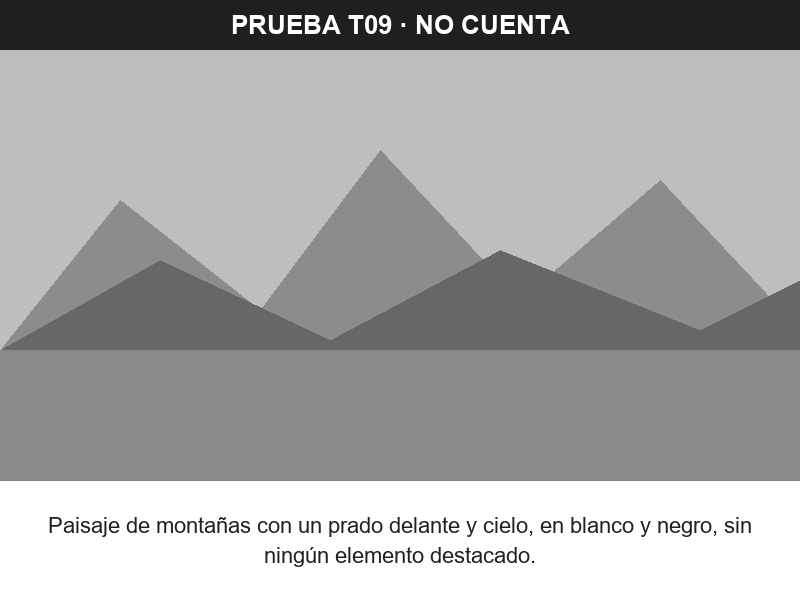 PRUEBA T09 · NO CUENTA
Paisaje de montañas con un prado delante y cielo, en blanco y negro, sin
ningún elemento destacado.